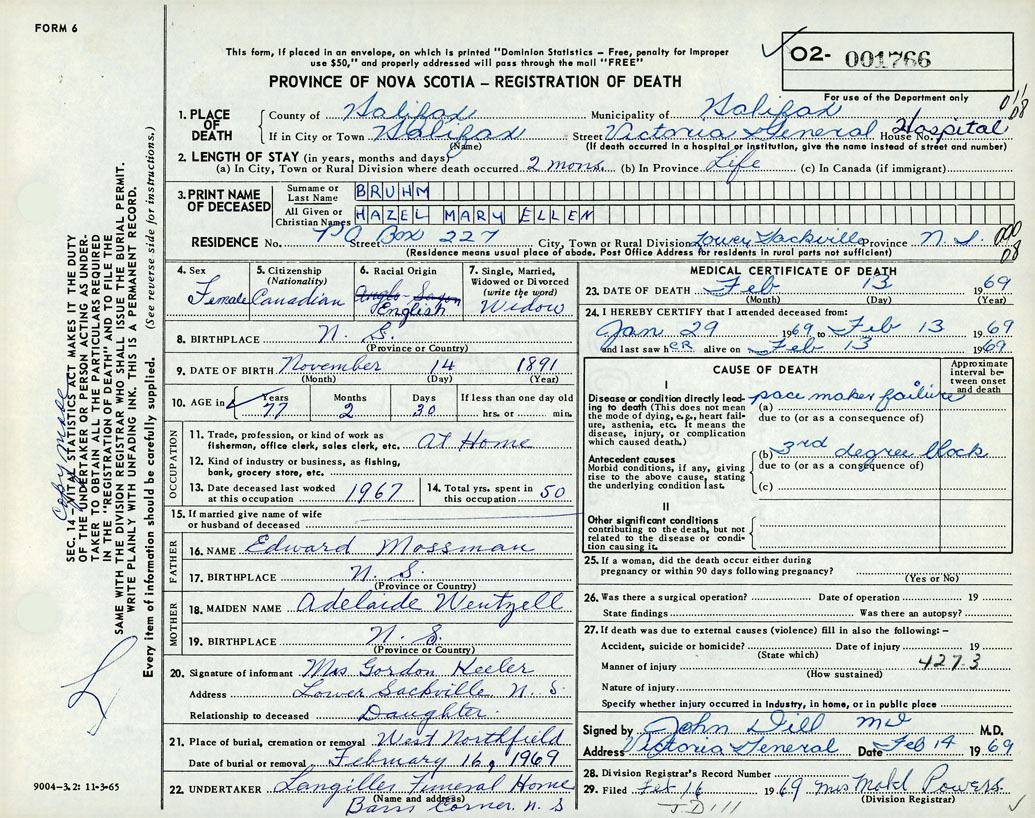 FORM 6
This form, if placed in an envelope, on which is printed "Dominion Statistics – Free, penalty for improper
use $50," and properly addressed will pass through the mail "FREE"
PROVINCE OF NOVA SCOTIA – REGISTRATION OF DEATH
02- 001766
For use of the Department only
011
08
1. PLACE OF DEATH
County of Halifax Municipality of Halifax
If in City or Town Halifax Street Victoria General House No. Hospital
(Name) (If death occurred in a hospital or institution, give the name instead of street and number)
2. LENGTH OF STAY (in years, months and days)
(a) In City, Town or Rural Division where death occurred 2 mons. (b) In Province Life (c) In Canada (if immigrant)
3. PRINT NAME OF DECEASED
Surname or Last Name BRUHM
All Given or Christian Names HAZEL MARY ELLEN
RESIDENCE No. P O Box 227 Street City, Town or Rural Division Lower Sackville Province N. S.
000
08
(Residence means usual place of abode. Post Office Address for residents in rural parts not sufficient)
4. Sex Female
5. Citizenship (Nationality) Canadian
6. Racial Origin Anglo-Saxon English
7. Single, Married, Widowed or Divorced (write the word) Widow
8. BIRTHPLACE N. S.
(Province or Country)
9. DATE OF BIRTH November 14 1891
(Month) (Day) (Year)
10. AGE in Years 77 Months 2 Days 30 If less than one day old hrs. or min.
OCCUPATION
11. Trade, profession, or kind of work as fisherman, office clerk, sales clerk, etc. At Home
12. Kind of industry or business, as fishing, bank, grocery store, etc.
13. Date deceased last worked at this occupation 1967
14. Total yrs. spent in this occupation 50
15. If married give name of wife or husband of deceased
FATHER
16. NAME Edward Mossman
17. BIRTHPLACE N. S.
(Province or Country)
MOTHER
18. MAIDEN NAME Adelaide Wentzell
19. BIRTHPLACE N. S.
(Province or Country)
20. Signature of informant Mrs Gordon Keeler
Address Lower Sackville N. S.
Relationship to deceased Daughter
21. Place of burial, cremation or removal West Northfield
Date of burial or removal February 16, 1969
22. UNDERTAKER Langilles Funeral Home
(Name and address)
Barss Corner, N. S
MEDICAL CERTIFICATE OF DEATH
23. DATE OF DEATH Feb 13 1969
(Month) (Day) (Year)
24. I HEREBY CERTIFY that I attended deceased from:
Jan 29 1969 to Feb 13 1969
and last saw her alive on Feb 13 1969
CAUSE OF DEATH
Approximate interval between onset and death
I
Disease or condition directly leading to death (This does not mean the mode of dying, e.g., heart failure, asthenia, etc. It means the disease, injury, or complication which caused death.)
(a) pace maker failure
due to (or as a consequence of)
Antecedent causes
Morbid conditions, if any, giving rise to the above cause, stating the underlying condition last.
(b) 3rd degree block
due to (or as a consequence of)
(c)
II
Other significant conditions
contributing to the death, but not related to the disease or condition causing it.
25. If a woman, did the death occur either during pregnancy or within 90 days following pregnancy?
(Yes or No)
26. Was there a surgical operation? Date of operation 19
State findings Was there an autopsy?
27. If death was due to external causes (violence) fill in also the following: –
Accident, suicide or homicide? Date of injury 19
(State which)
Manner of injury 427.3
(How sustained)
Nature of injury
Specify whether injury occurred in industry, in home, or in public place
Signed by John Dill MD M.D.
Address Victoria General Date Feb 14 1969
28. Division Registrar's Record Number
29. Filed Feb 16 1969 Mrs Powers
(Division Registrar)
J. Dill
Copy Made
SEC. 14 – VITAL STATISTICS ACT MAKES IT THE DUTY
OF THE UNDERTAKER OR PERSON ACTING AS UNDER-
TAKER TO OBTAIN ALL THE PARTICULARS REQUIRED
IN THE "REGISTRATION OF DEATH" AND TO FILE THE
SAME WITH THE DIVISION REGISTRAR WHO SHALL ISSUE THE BURIAL PERMIT.
WRITE PLAINLY WITH UNFADING INK. THIS IS A PERMANENT RECORD.
Every item of information should be carefully supplied. (See reverse side for instructions.)
9004-3.2: 11-3-65